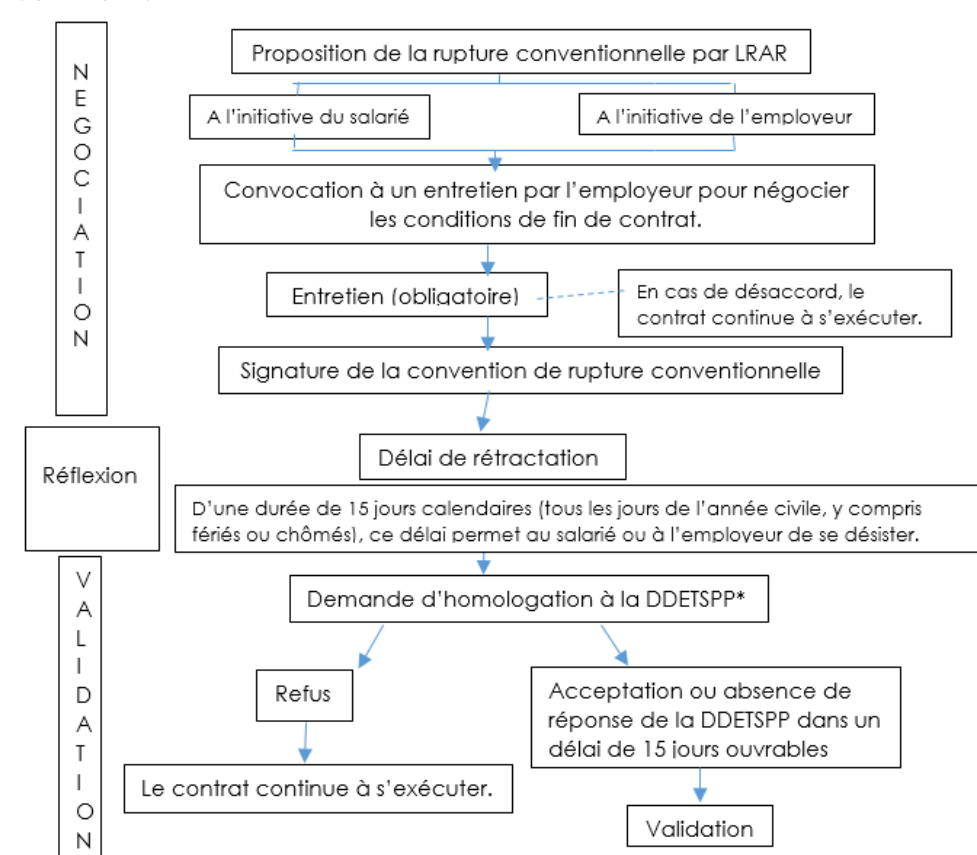 NEGOCIATION
Proposition de la rupture conventionnelle par LRAR
A l'initiative du salarié
A l'initiative de l'employeur
Convocation à un entretien par l'employeur pour négocier
les conditions de fin de contrat.
Entretien (obligatoire)
En cas de désaccord, le
contrat continue à s'exécuter.
Signature de la convention de rupture conventionnelle
Réflexion
Délai de rétractation
D'une durée de 15 jours calendaires (tous les jours de l'année civile, y compris
fériés ou chômés), ce délai permet au salarié ou à l'employeur de se désister.
VALIDATION
Demande d'homologation à la DDETSPP*
Refus
Acceptation ou absence de
réponse de la DDETSPP dans un
délai de 15 jours ouvrables
Le contrat continue à s'exécuter.
Validation